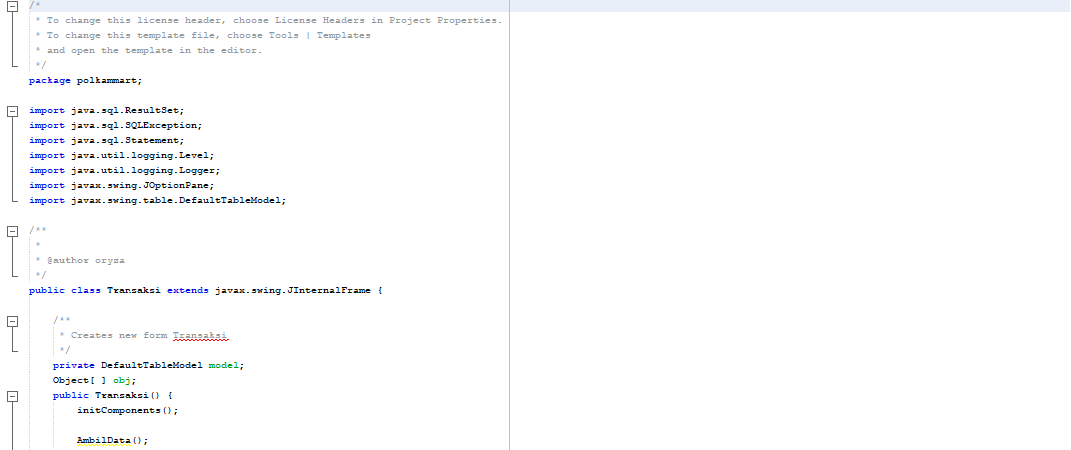 /*
 * To change this license header, choose License Headers in Project Properties.
 * To change this template file, choose Tools | Templates
 * and open the template in the editor.
 */
package polkammart;

import java.sql.ResultSet;
import java.sql.SQLException;
import java.sql.Statement;
import java.util.logging.Level;
import java.util.logging.Logger;
import javax.swing.JOptionPane;
import javax.swing.table.DefaultTableModel;

/**
 *
 * @author oryza
 */
public class Transaksi extends javax.swing.JInternalFrame {

    /**
     * Creates new form Transaksi
     */
    private DefaultTableModel model;
    Object[ ] obj;
    public Transaksi() {
        initComponents();

        AmbilData();